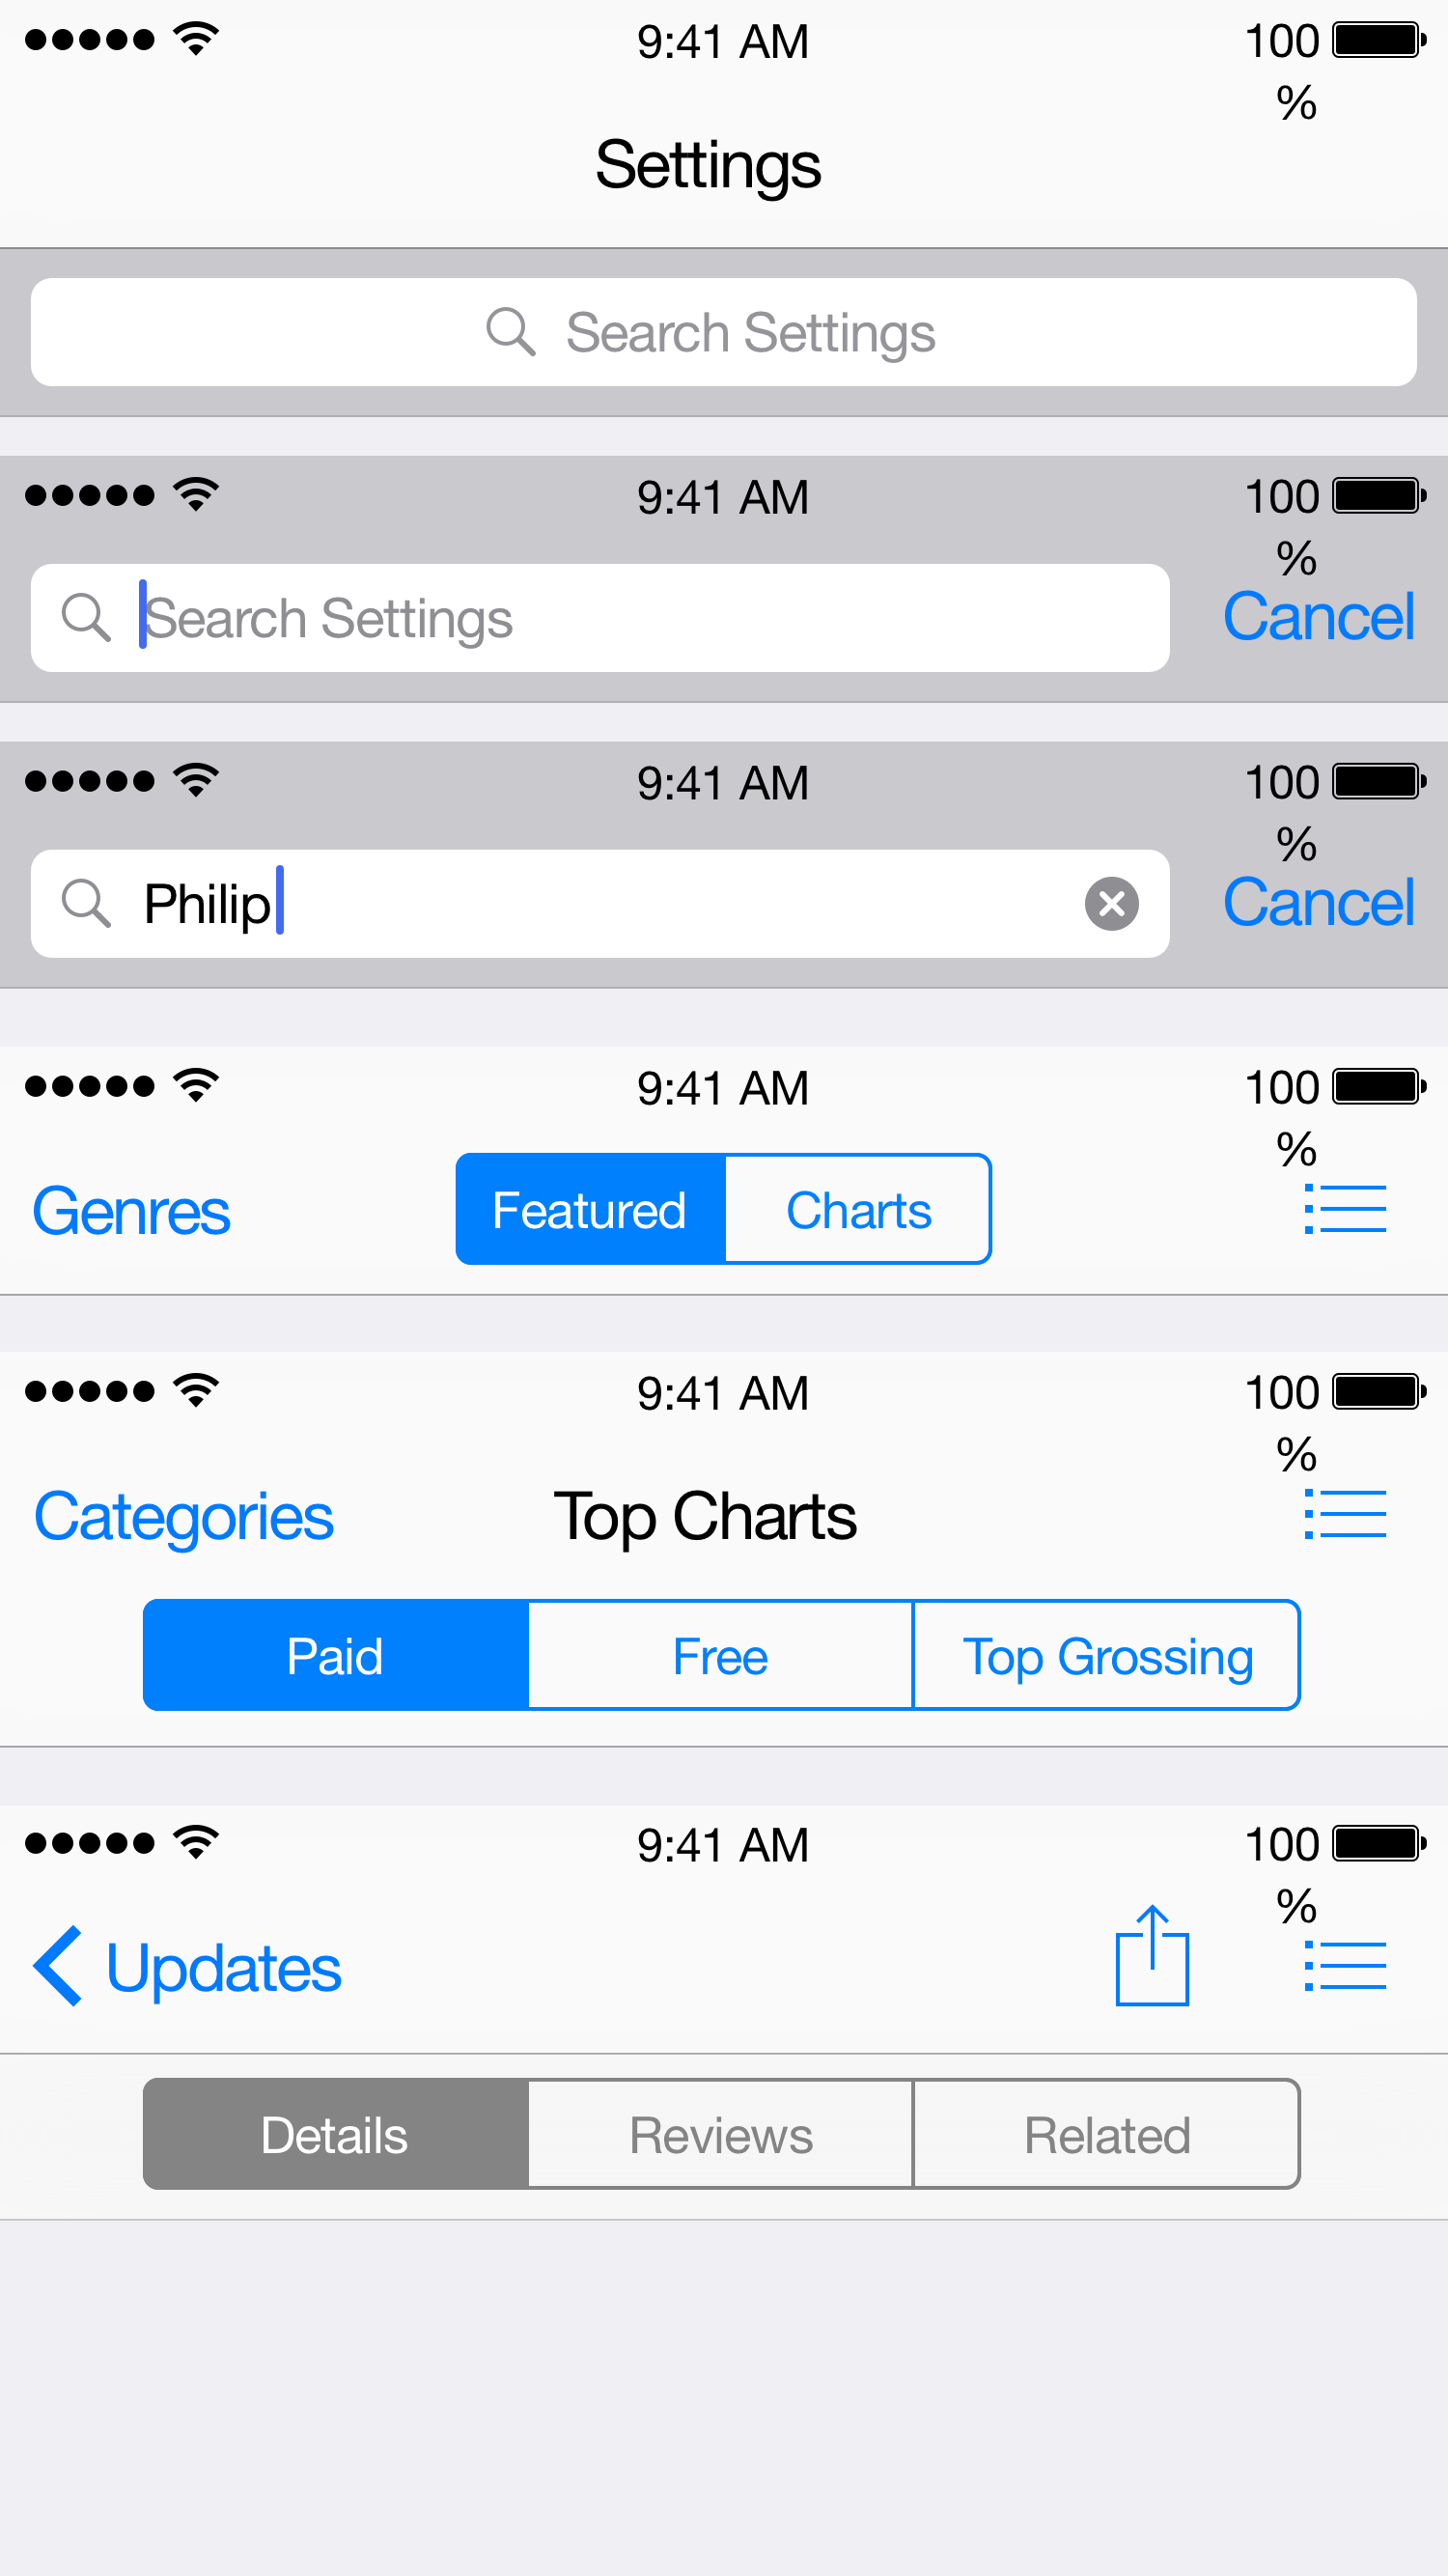 9:41 AM 100
%
Settings
Search Settings
9:41 AM 100
%
Search Settings Cancel
9:41 AM 100
%
Philip Cancel
9:41 AM 100
%
Genres Featured Charts
9:41 AM 100
%
Categories Top Charts
Paid Free Top Grossing
9:41 AM 100
%
Updates
Details Reviews Related